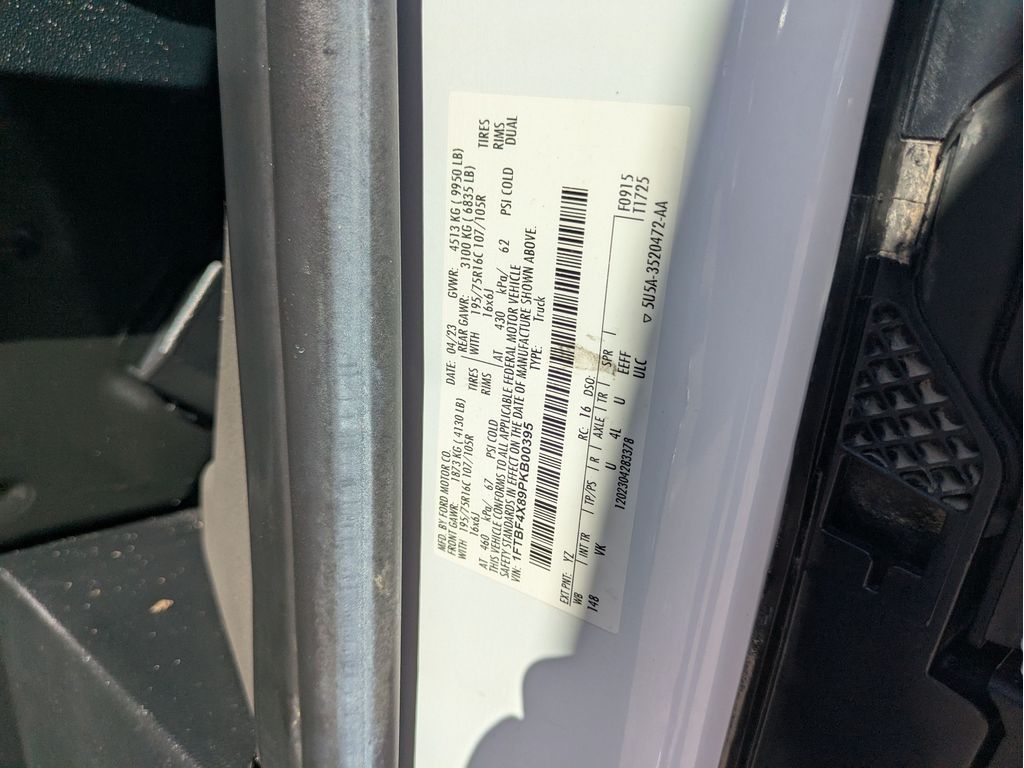 MFD. BY FORD MOTOR CO.
DATE: 04/23 GVWR: 4513 KG ( 9950 LB)
FRONT GAWR: 1873 KG ( 4130 LB) REAR GAWR: 3100 KG ( 6835 LB)
WITH 195/75R16C 107/105R TIRES WITH 195/75R16C 107/105R TIRES
16x6J RIMS 16x6J RIMS
AT 460 kPa/ 67 PSI COLD AT 430 kPa/ 62 PSI COLD DUAL
THIS VEHICLE CONFORMS TO ALL APPLICABLE FEDERAL MOTOR VEHICLE
SAFETY STANDARDS IN EFFECT ON THE DATE OF MANUFACTURE SHOWN ABOVE.
VIN: 1FTBF4X89PKB00395 TYPE: Truck
EXT PNT: YZ RC: 16 DSO: F0915
WB INT TR TP/PS R AXLE TR SPR T1725
148 VK U 4L U EEFF
ULC
1202304283378 ▽ 5U5A-3520472-AA